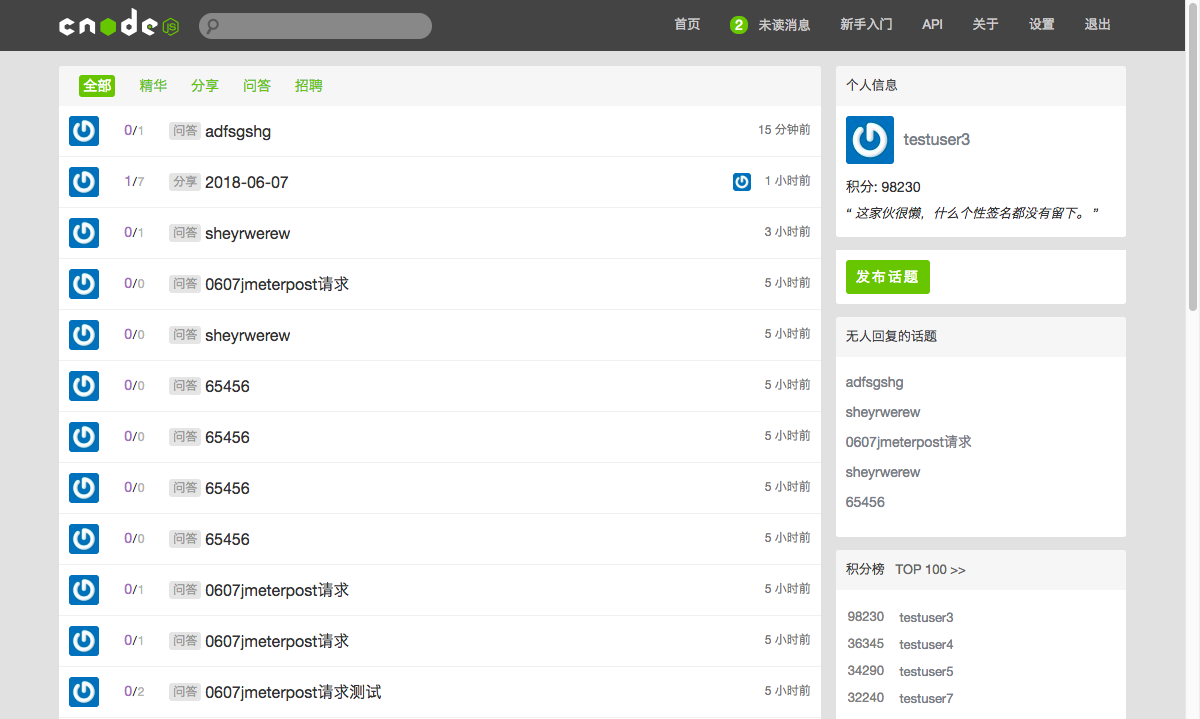 cnode JS
首页 2 未读消息 新手入门 API 关于 设置 退出
全部 精华 分享 问答 招聘
0/1 问答 adfsgshg 15 分钟前
1/7 分享 2018-06-07 1 小时前
0/1 问答 sheyrwerew 3 小时前
0/0 问答 0607jmeterpost请求 5 小时前
0/0 问答 sheyrwerew 5 小时前
0/0 问答 65456 5 小时前
0/0 问答 65456 5 小时前
0/0 问答 65456 5 小时前
0/0 问答 65456 5 小时前
0/1 问答 0607jmeterpost请求 5 小时前
0/1 问答 0607jmeterpost请求 5 小时前
0/2 问答 0607jmeterpost请求测试 5 小时前
个人信息
testuser3
积分: 98230
“ 这家伙很懒，什么个性签名都没有留下。 ”
发布话题
无人回复的话题
adfsgshg
sheyrwerew
0607jmeterpost请求
sheyrwerew
65456
积分榜 TOP 100 >>
98230 testuser3
36345 testuser4
34290 testuser5
32240 testuser7